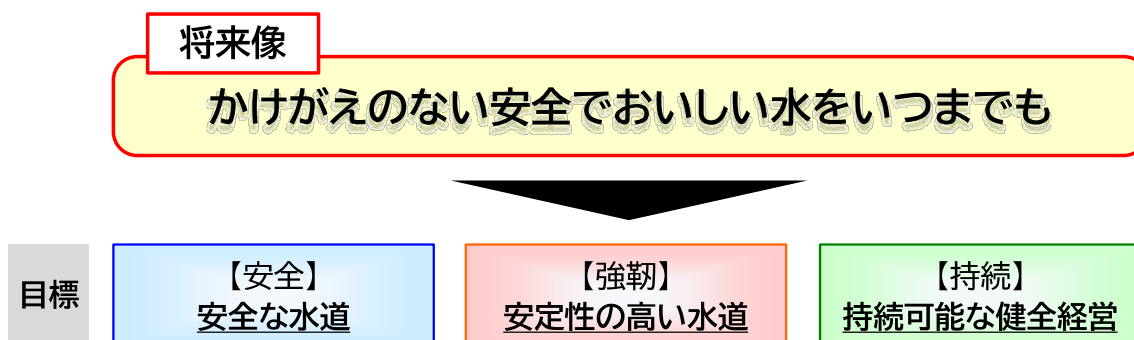 将来像
かけがえのない安全でおいしい水をいつまでも
目標
【安全】
安全な水道
【強靭】
安定性の高い水道
【持続】
持続可能な健全経営